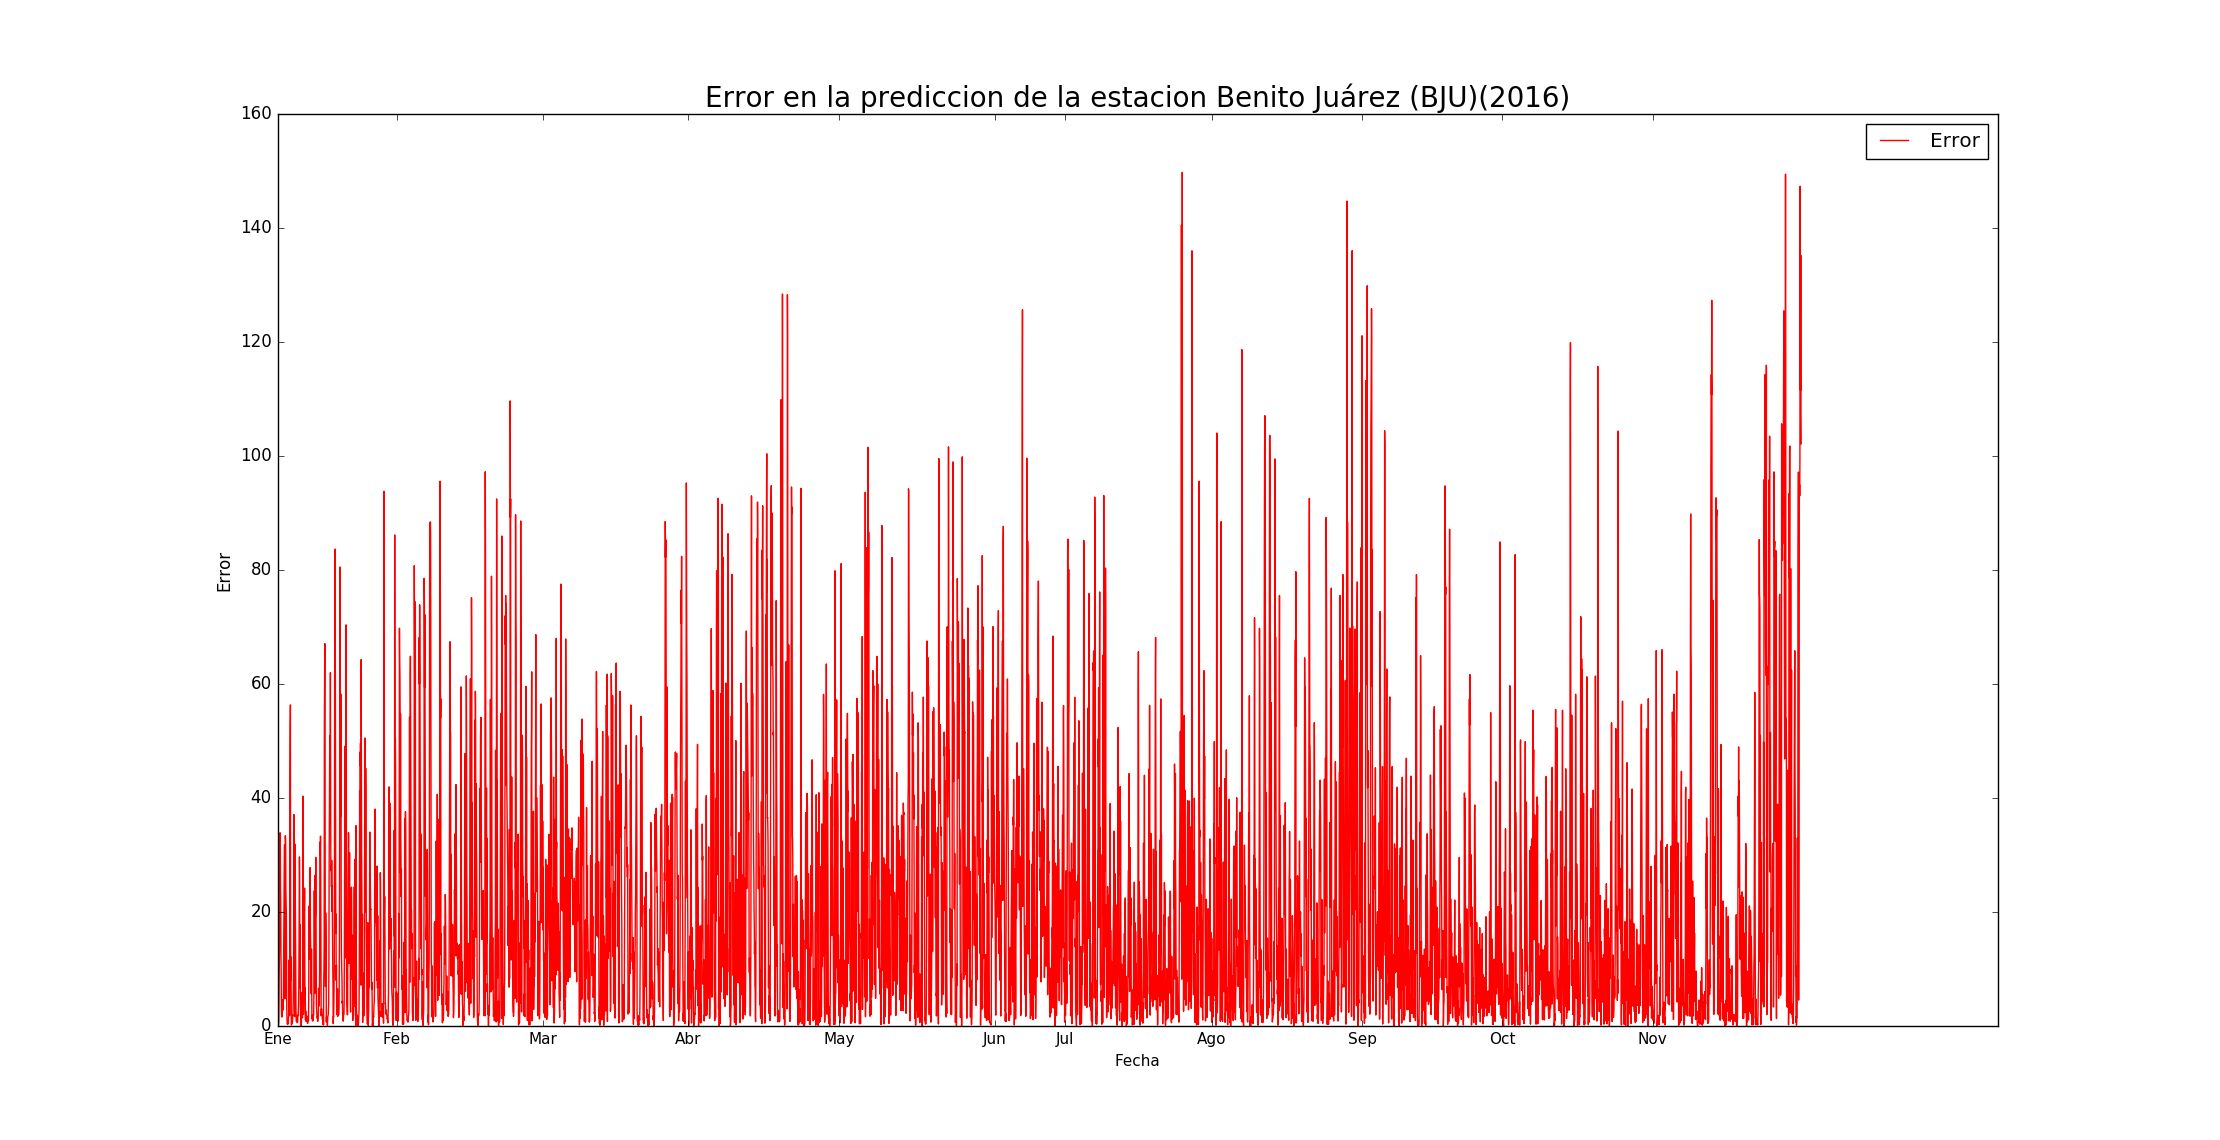 Error en la prediccion de la estacion Benito Juárez (BJU)(2016)
160
140
120
100
80
60
40
20
0
Error
Error
Ene Feb Mar Abr May Jun Jul Ago Sep Oct Nov
Fecha